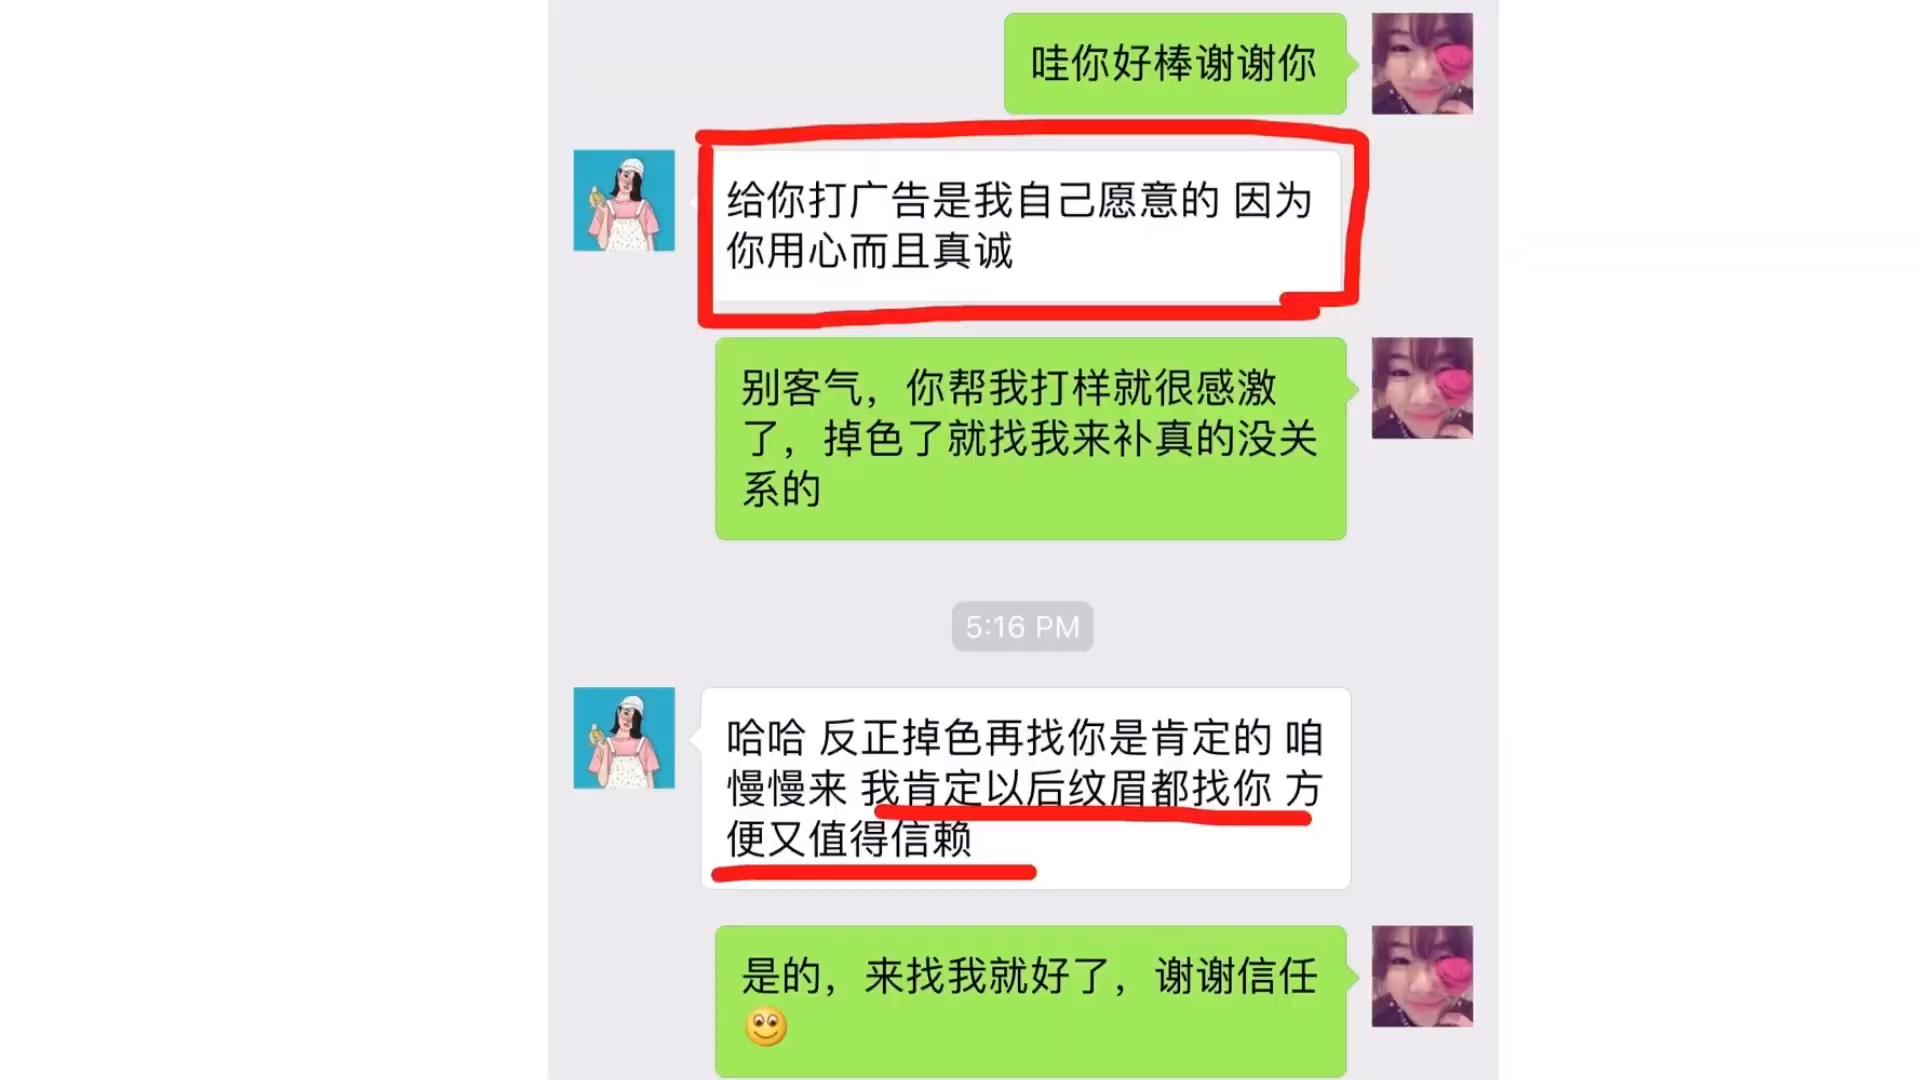 哇你好棒谢谢你
给你打广告是我自己愿意的 因为
你用心而且真诚
别客气，你帮我打样就很感激
了，掉色了就找我来补真的没关
系的
5:16 PM
哈哈 反正掉色再找你是肯定的 咱
慢慢来 我肯定以后纹眉都找你 方
便又值得信赖
是的，来找我就好了，谢谢信任